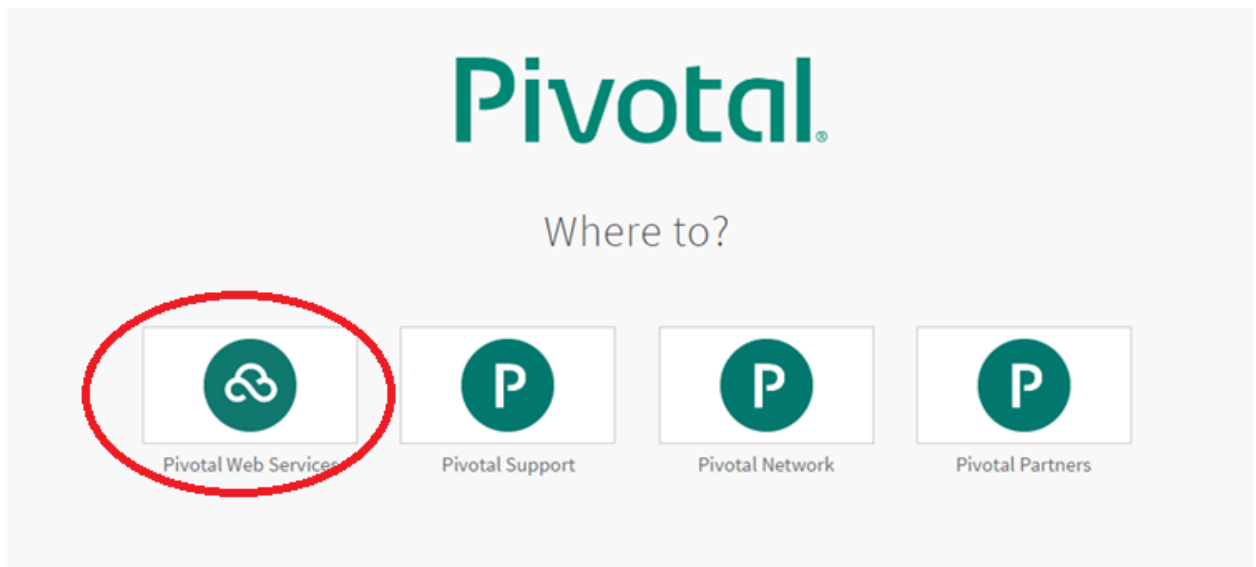 Pivotal®
Where to?
Pivotal Web Services
Pivotal Support
Pivotal Network
Pivotal Partners